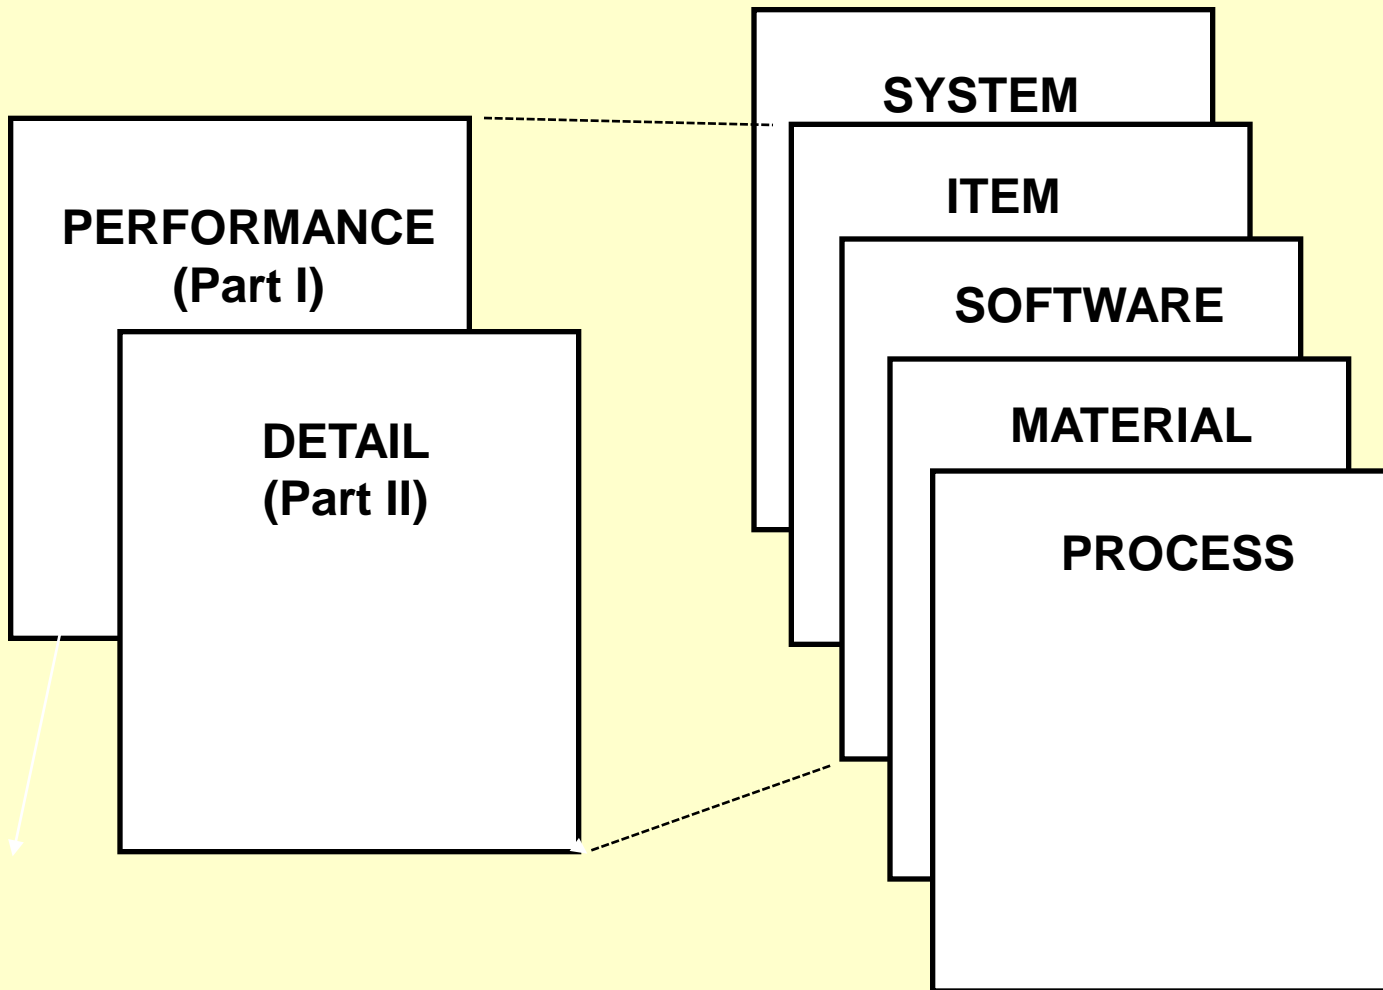 PERFORMANCE
(Part I)
DETAIL
(Part II)
SYSTEM
ITEM
SOFTWARE
MATERIAL
PROCESS